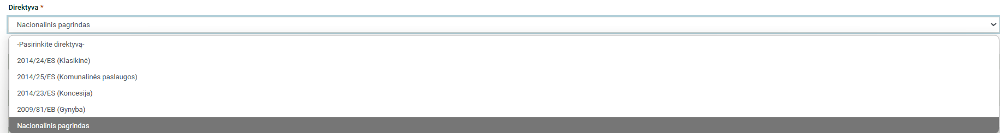 Direktyva *
Nacionalinis pagrindas
-Pasirinkite direktyvą-
2014/24/ES (Klasikinė)
2014/25/ES (Komunalinės paslaugos)
2014/23/ES (Koncesija)
2009/81/EB (Gynyba)
Nacionalinis pagrindas